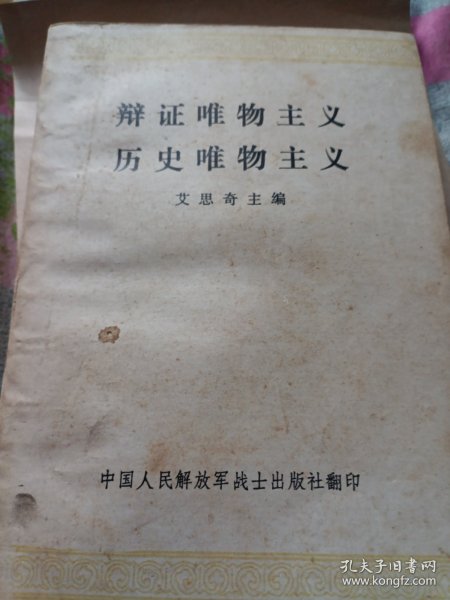 辩证唯物主义
历史唯物主义
艾思奇主编
中国人民解放军战士出版社翻印
孔夫子旧书网
www.kongfz.com